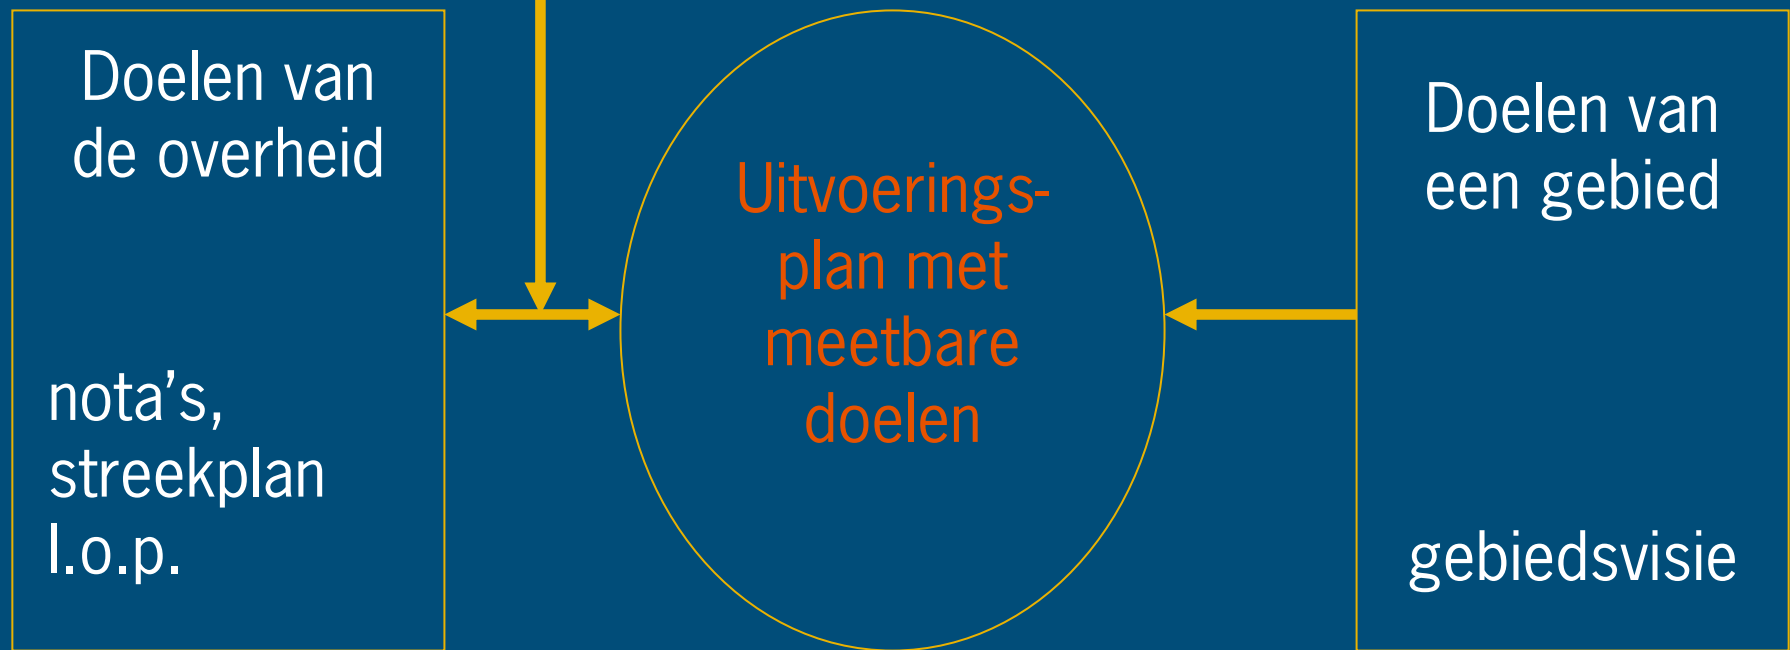 Doelen van
de overheid
nota's,
streekplan
l.o.p.
Uitvoerings-
plan met
meetbare
doelen
Doelen van
een gebied
gebiedsvisie